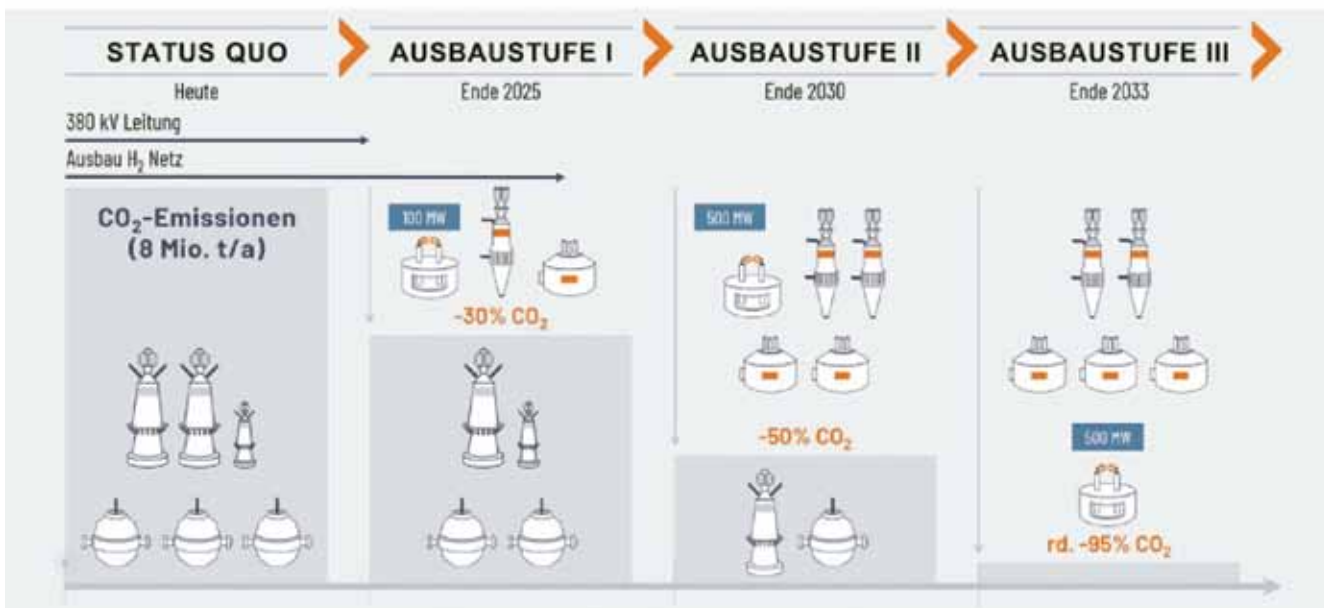 STATUS QUO
Heute
AUSBAUSTUFE I
Ende 2025
AUSBAUSTUFE II
Ende 2030
AUSBAUSTUFE III
Ende 2033
380 kV Leitung
Ausbau H₂ Netz
CO₂-Emissionen
(8 Mio. t/a)
100 MW
-30% CO₂
500 MW
-50% CO₂
500 MW
rd. -95% CO₂